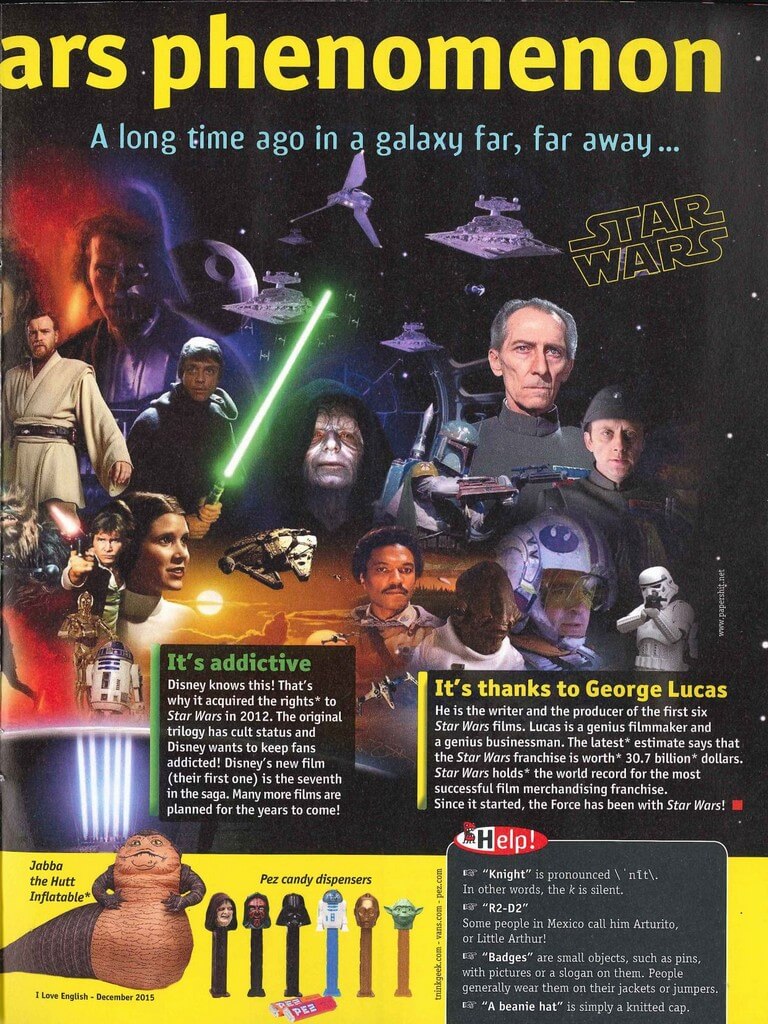 ars phenomenon
A long time ago in a galaxy far, far away...
STAR
WARS
www.papershit.net
It's addictive
Disney knows this! That's
why it acquired the rights* to
Star Wars in 2012. The original
trilogy has cult status and
Disney wants to keep fans
addicted! Disney's new film
(their first one) is the seventh
in the saga. Many more films are
planned for the years to come!
It's thanks to George Lucas
He is the writer and the producer of the first six
Star Wars films. Lucas is a genius filmmaker and
a genius businessman. The latest* estimate says that
the Star Wars franchise is worth* 30.7 billion* dollars.
Star Wars holds* the world record for the most
successful film merchandising franchise.
Since it started, the Force has been with Star Wars!
Jabba
the Hutt
Inflatable*
Pez candy dispensers
PEZ
PEZ
thinkgeek.com - vans.com - pez.com
I Love English - December 2015
Help!
☞ "Knight" is pronounced \ ˈnīt\.
In other words, the k is silent.
☞ "R2-D2"
Some people in Mexico call him Arturito,
or Little Arthur!
☞ "Badges" are small objects, such as pins,
with pictures or a slogan on them. People
generally wear them on their jackets or jumpers.
☞ "A beanie hat" is simply a knitted cap.